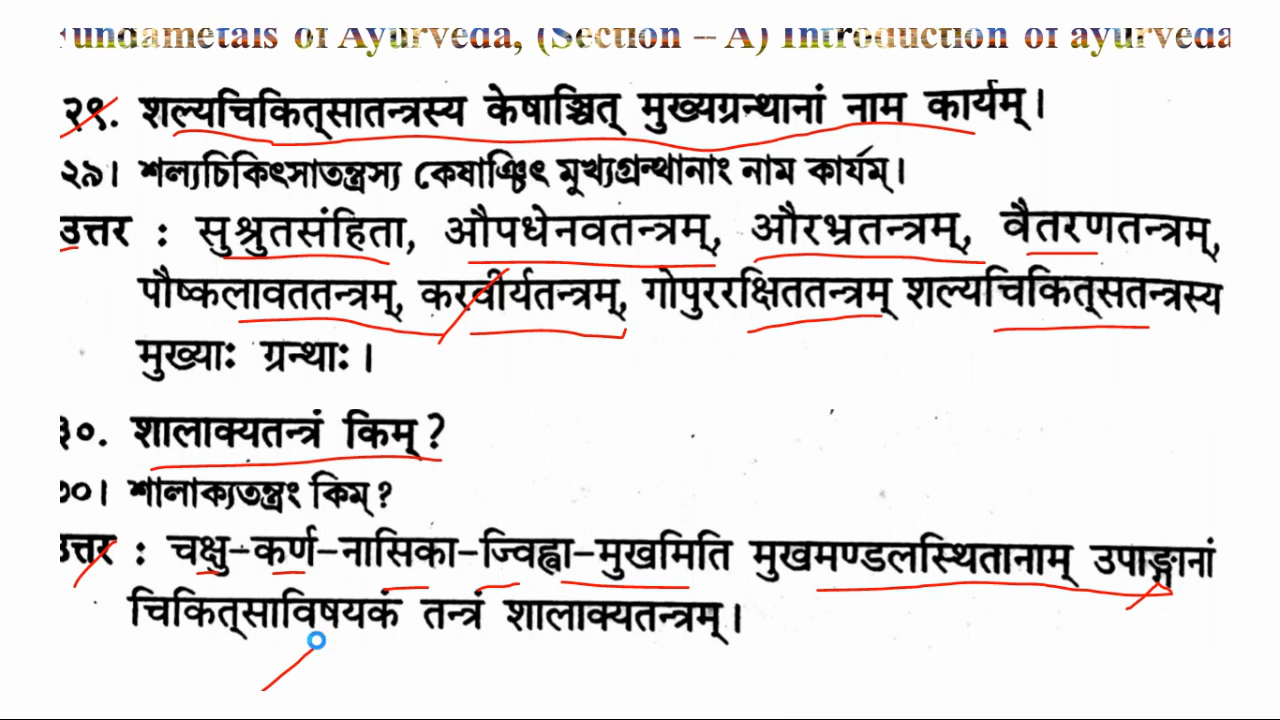 Fundametals of Ayurveda, (Section – A) Introduction of ayurveda
२९. शल्यचिकित्सातन्त्रस्य केषाञ्चित् मुख्यग्रन्थानां नाम कार्यम्।
২৯। শল্যচিকিৎসাতন্ত্রস্য কেষাঞ্চিৎ মুখ্যগ্রন্থানাং নাম কার্যম্।
उत्तर : सुश्रुतसंहिता, औपधेनवतन्त्रम्, औरभ्रतन्त्रम्, वैतरणतन्त्रम्,
पौष्कलावततन्त्रम्, करवीर्यतन्त्रम्, गोपुररक्षिततन्त्रम् शल्यचिकित्सतन्त्रस्य
मुख्याः ग्रन्थाः।
३०. शालाक्यतन्त्रं किम्?
৩০। শালাক্যতন্ত্রং কিম্?
उत्तर : चक्षु-कर्ण-नासिका-ज्विह्वा-मुखमिति मुखमण्डलस्थितानाम् उपाङ्गानां
चिकित्साविषयकं तन्त्रं शालाक्यतन्त्रम्।